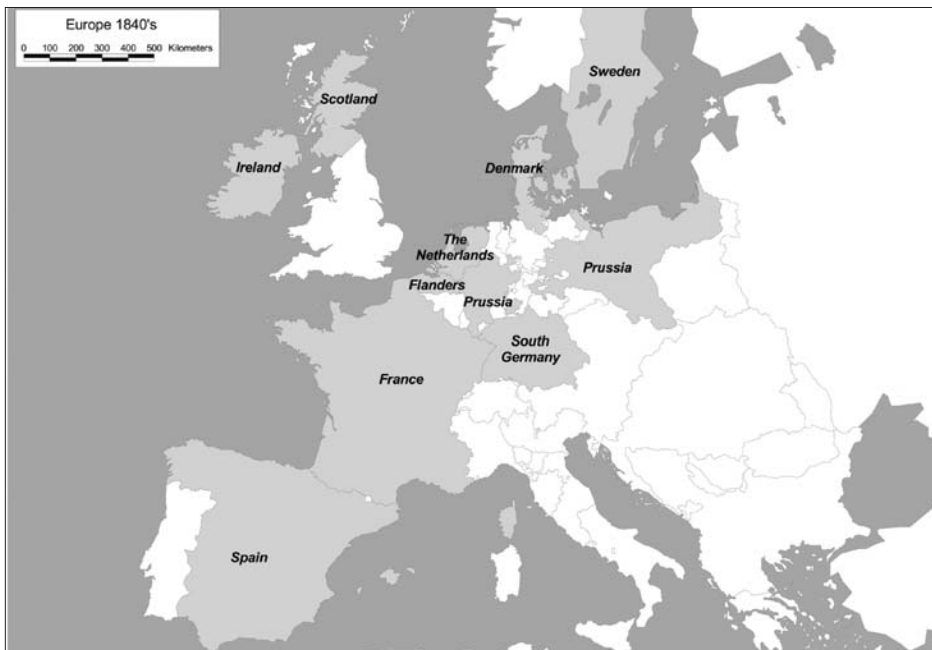 Europe 1840's
0 100 200 300 400 500 Kilometers
Sweden
Scotland
Ireland
Denmark
The
Netherlands
Prussia
Flanders
Prussia
South
Germany
France
Spain